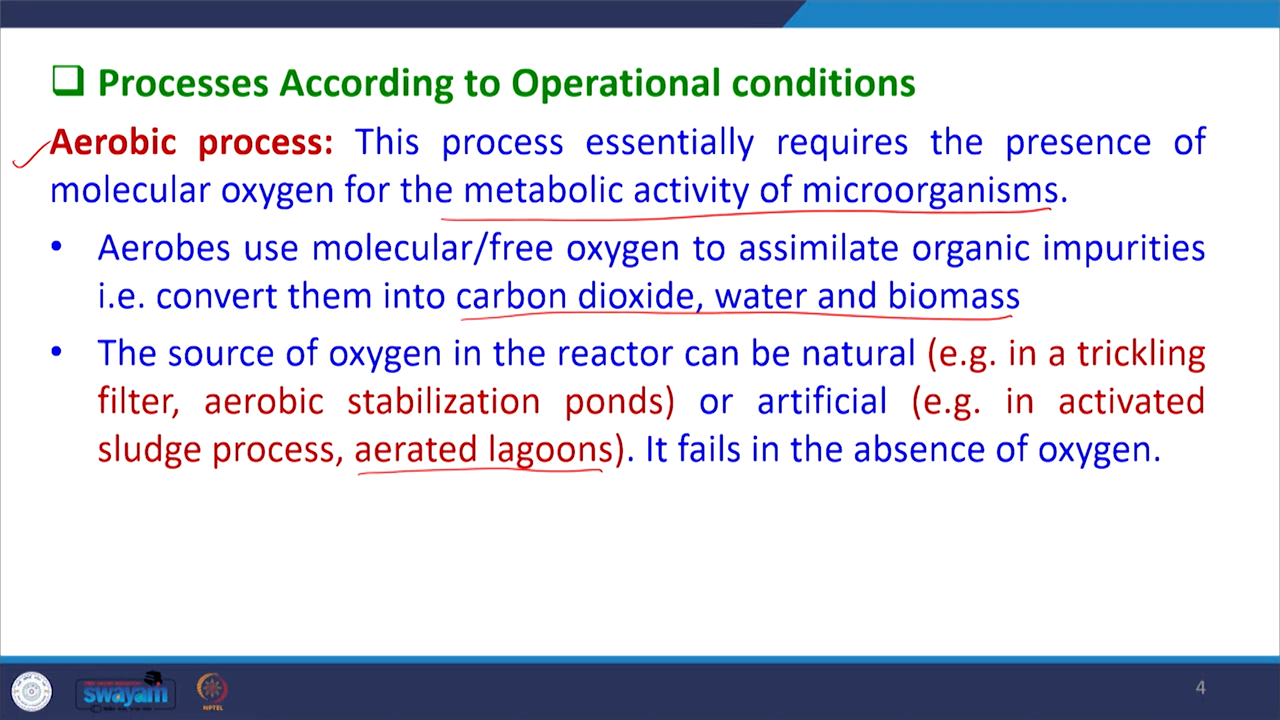 Processes According to Operational conditions
Aerobic process: This process essentially requires the presence of
molecular oxygen for the metabolic activity of microorganisms.
• Aerobes use molecular/free oxygen to assimilate organic impurities
i.e. convert them into carbon dioxide, water and biomass
• The source of oxygen in the reactor can be natural (e.g. in a trickling
filter, aerobic stabilization ponds) or artificial (e.g. in activated
sludge process, aerated lagoons). It fails in the absence of oxygen.
swayam
NPTEL
4